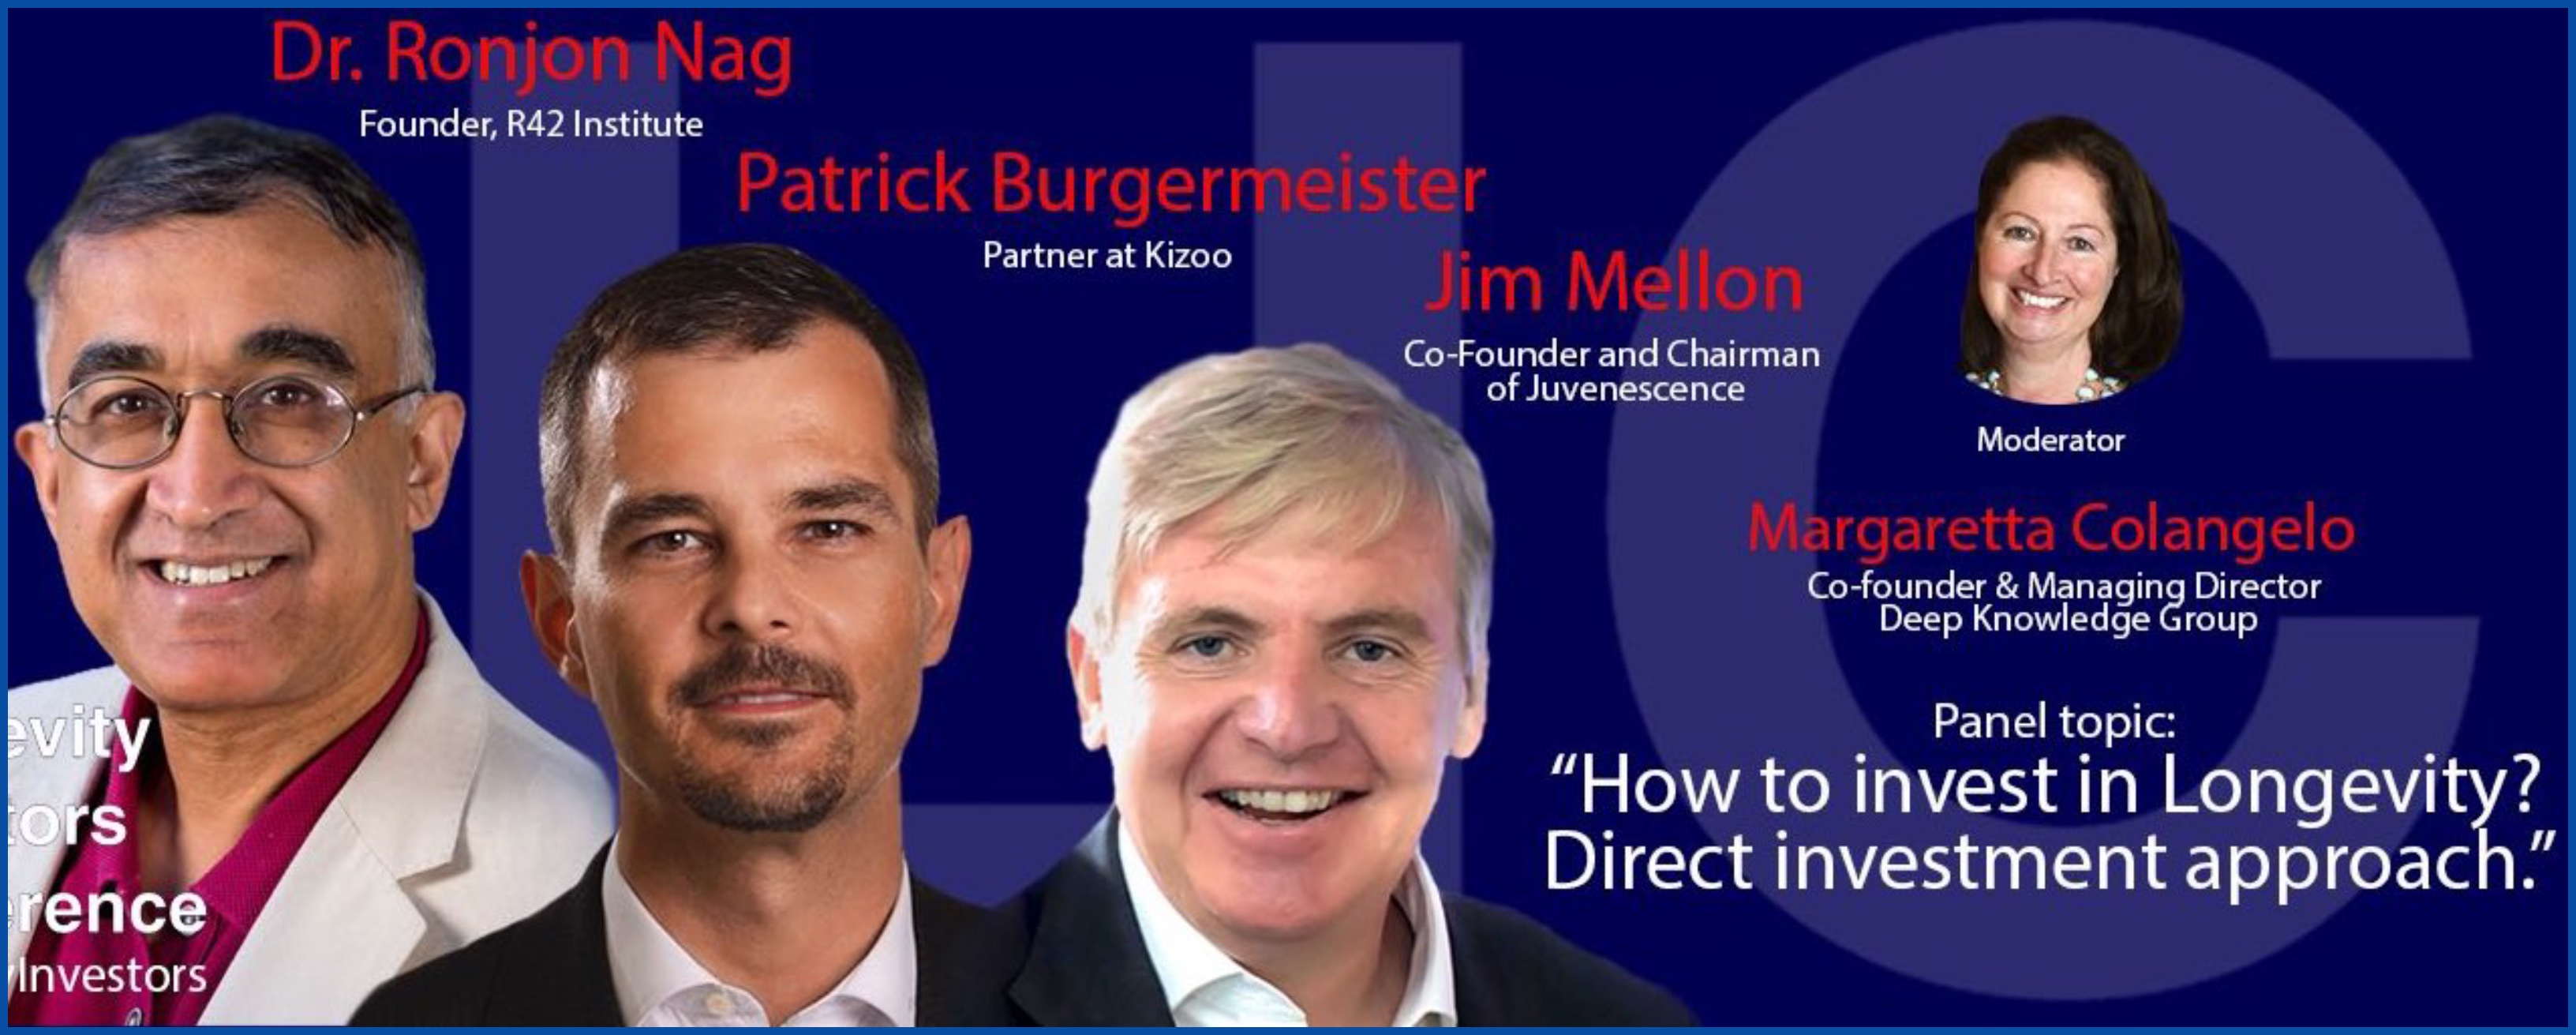 Dr. Ronjon Nag
Founder, R42 Institute
Patrick Burgermeister
Partner at Kizoo
Jim Mellon
Co-Founder and Chairman
of Juvenescence
Moderator
Margaretta Colangelo
Co-founder & Managing Director
Deep Knowledge Group
Panel topic:
“How to invest in Longevity?
Direct investment approach.”
evity
tors
rence
Investors
LIC